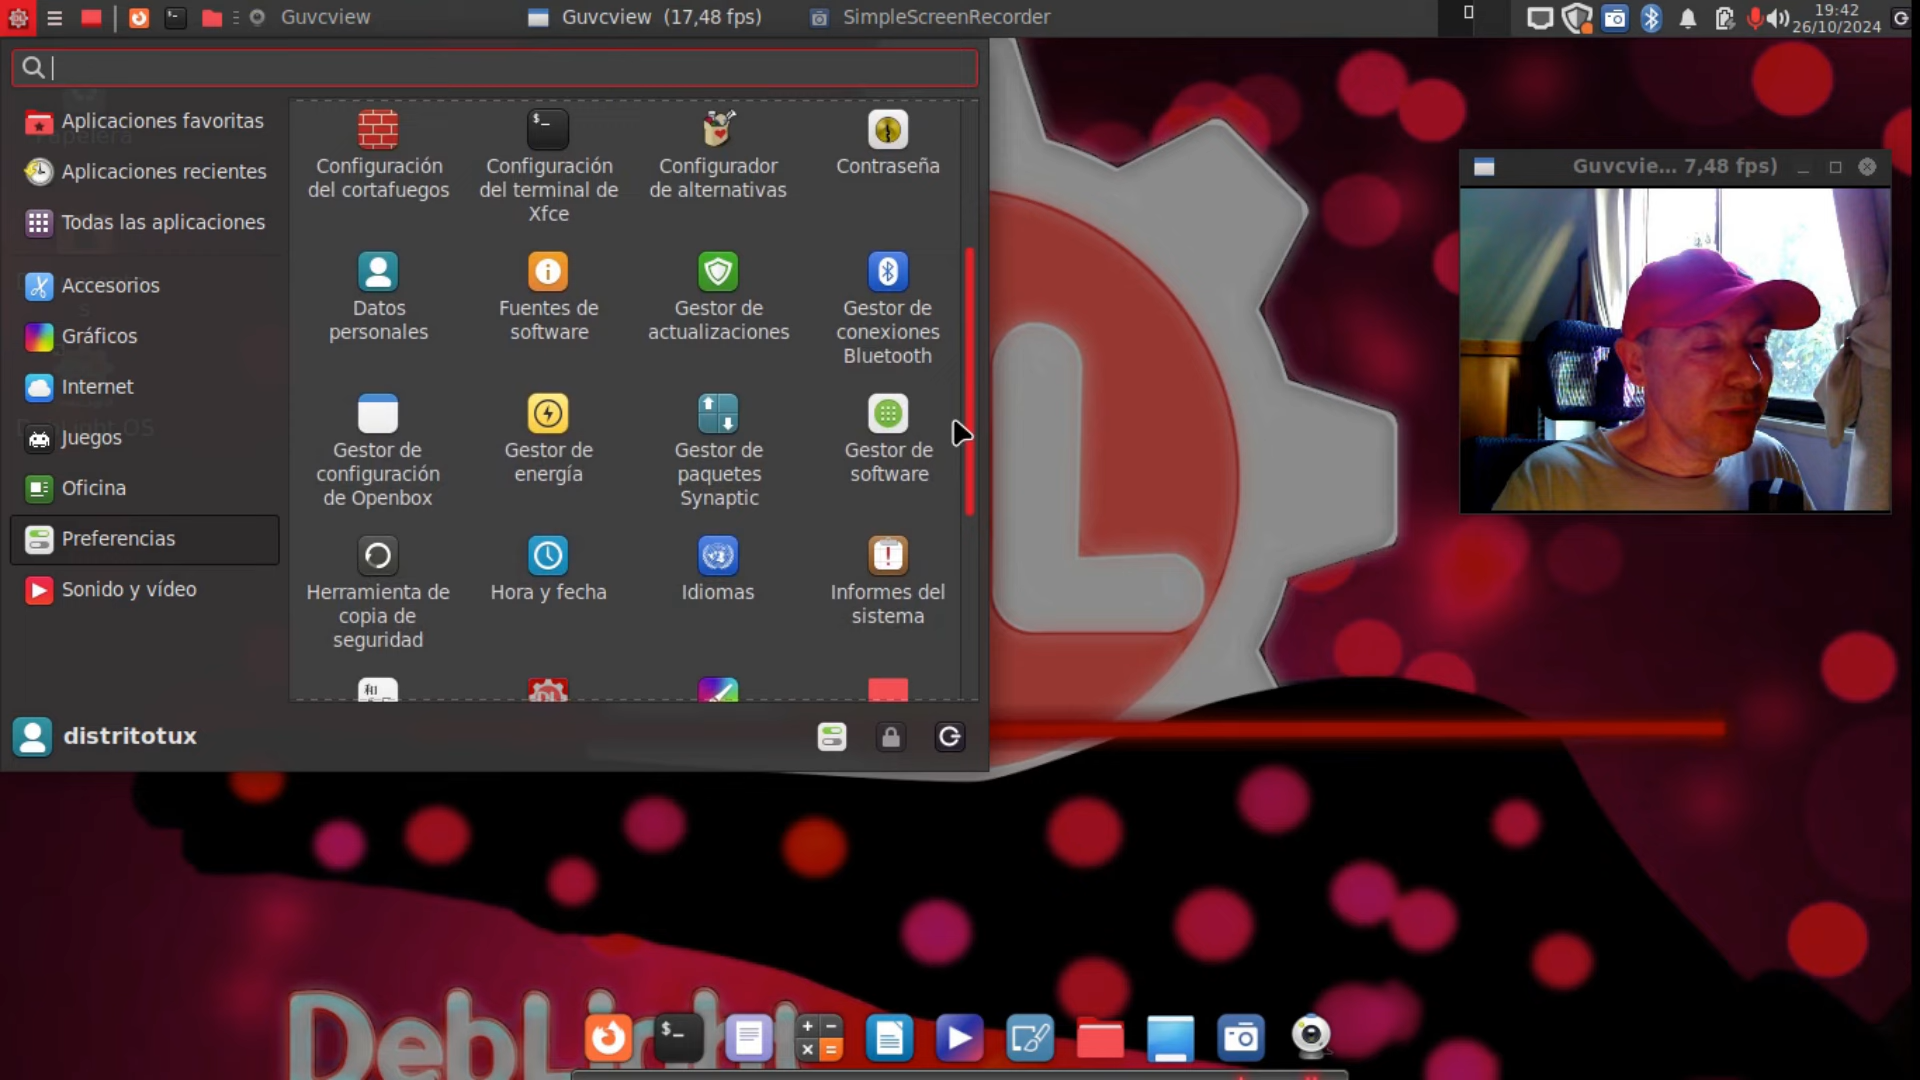 Guvcview
Guvcview (17,48 fps)
SimpleScreenRecorder
19:42
26/10/2024
Aplicaciones favoritas
Papelera
Aplicaciones recientes
Todas las aplicaciones
Accesorios
Gráficos
Internet
Juegos
Oficina
Preferencias
Sonido y vídeo
Configuración
del cortafuegos
Configuración
del terminal de
Xfce
Configurador
de alternativas
Contraseña
Datos
personales
Fuentes de
software
Gestor de
actualizaciones
Gestor de
conexiones
Bluetooth
Gestor de
configuración
de Openbox
Gestor de
energía
Gestor de
paquetes
Synaptic
Gestor de
software
Herramienta de
copia de
seguridad
Hora y fecha
Idiomas
Informes del
sistema
distritotux
Guvcvie... 7,48 fps)
DebLight